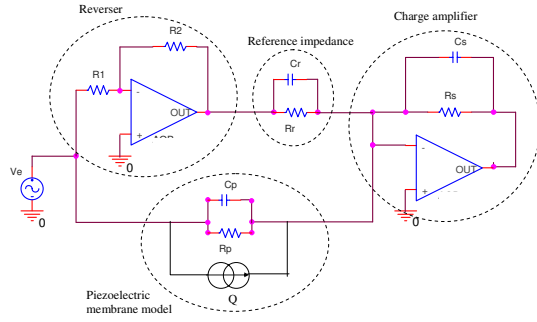 Charge amplifier
Reverser
R2
Reference impedance
Cs
Cr
R1
Rs
-
OUT
Rr
+
0
-
OUT
Ve
+
0
0
Cp
Rp
Q
Piezoelectric
membrane model